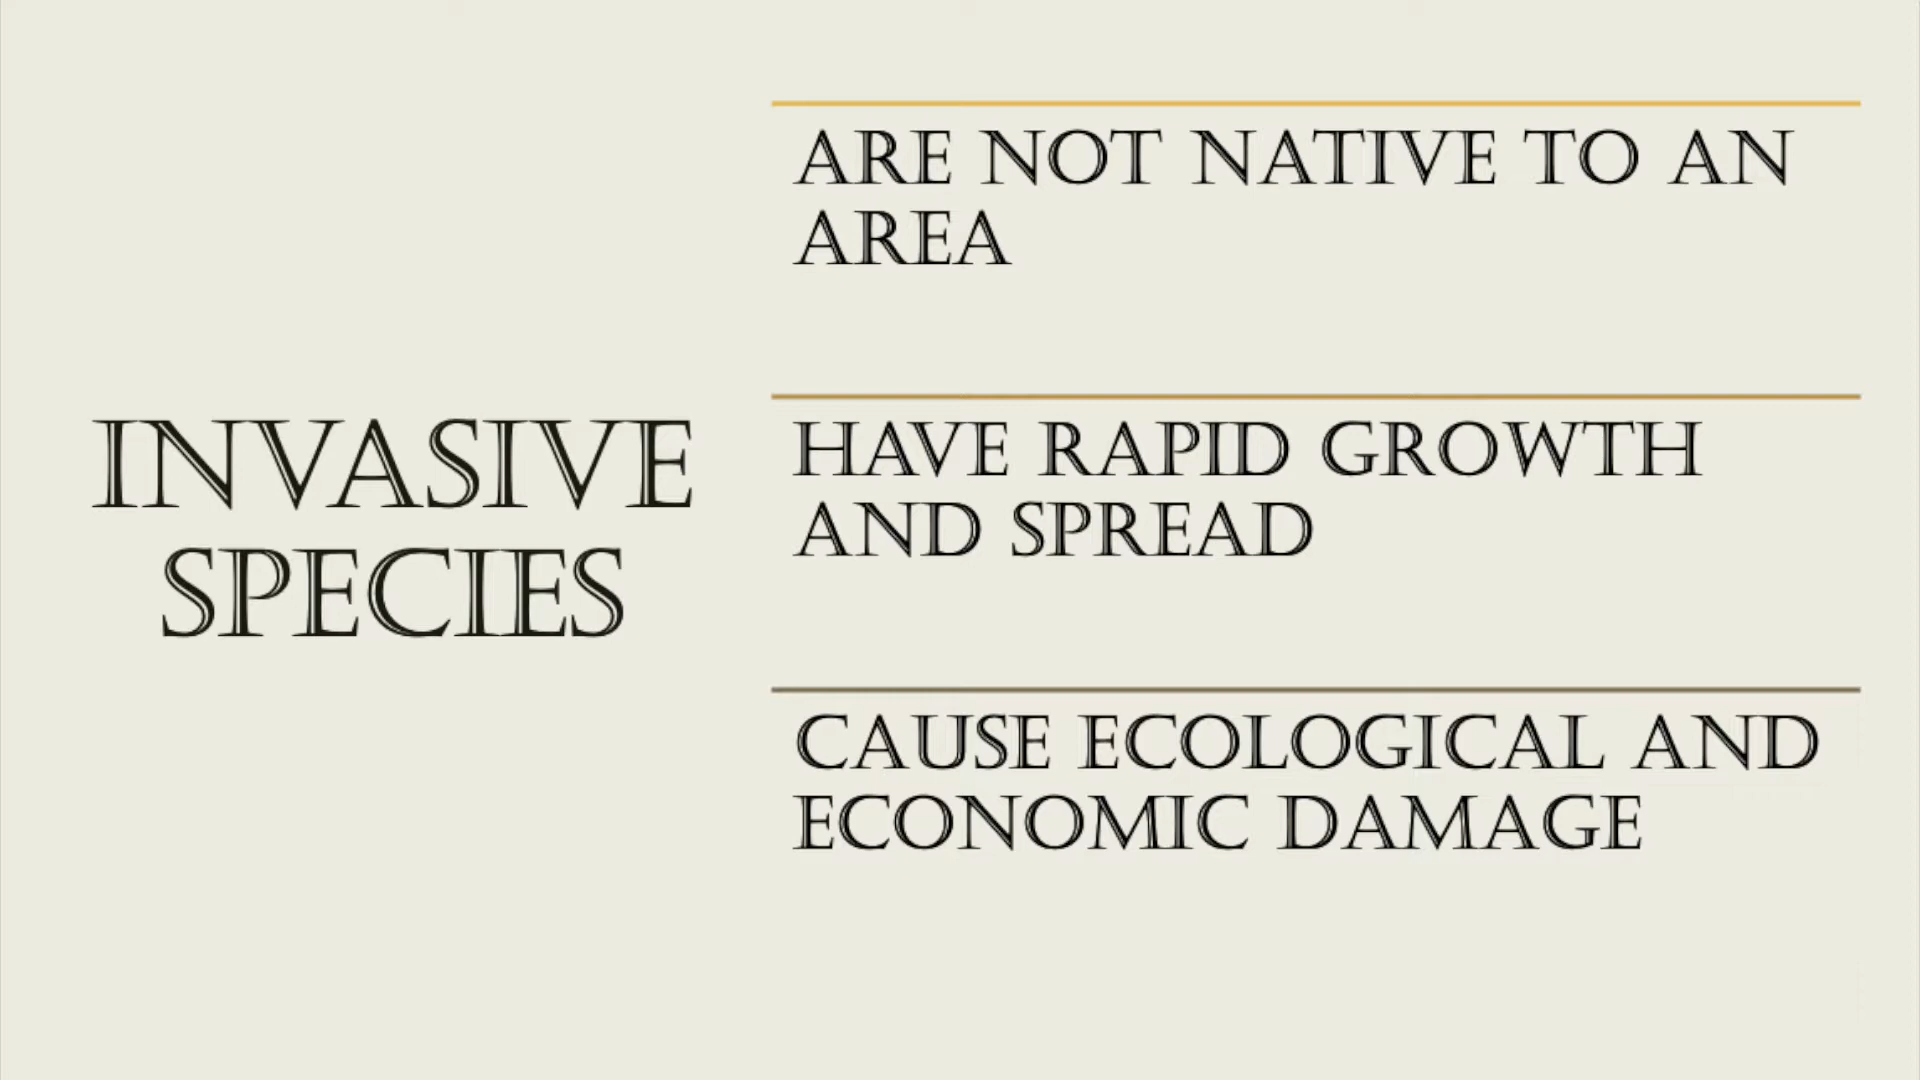 INVASIVE
SPECIES
ARE NOT NATIVE TO AN
AREA
HAVE RAPID GROWTH
AND SPREAD
CAUSE ECOLOGICAL AND
ECONOMIC DAMAGE